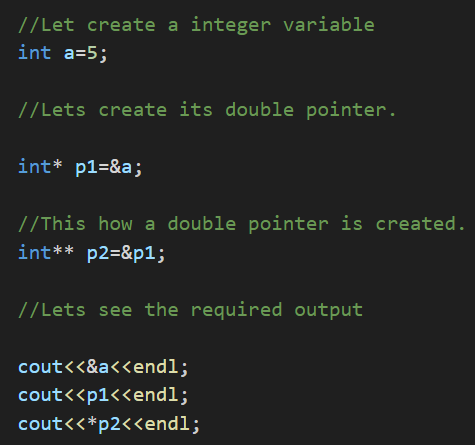 //Let create a integer variable
int a=5;
//Lets create its double pointer.
int* p1=&a;
//This how a double pointer is created.
int** p2=&p1;
//Lets see the required output
cout<<&a<<endl;
cout<<p1<<endl;
cout<<*p2<<endl;